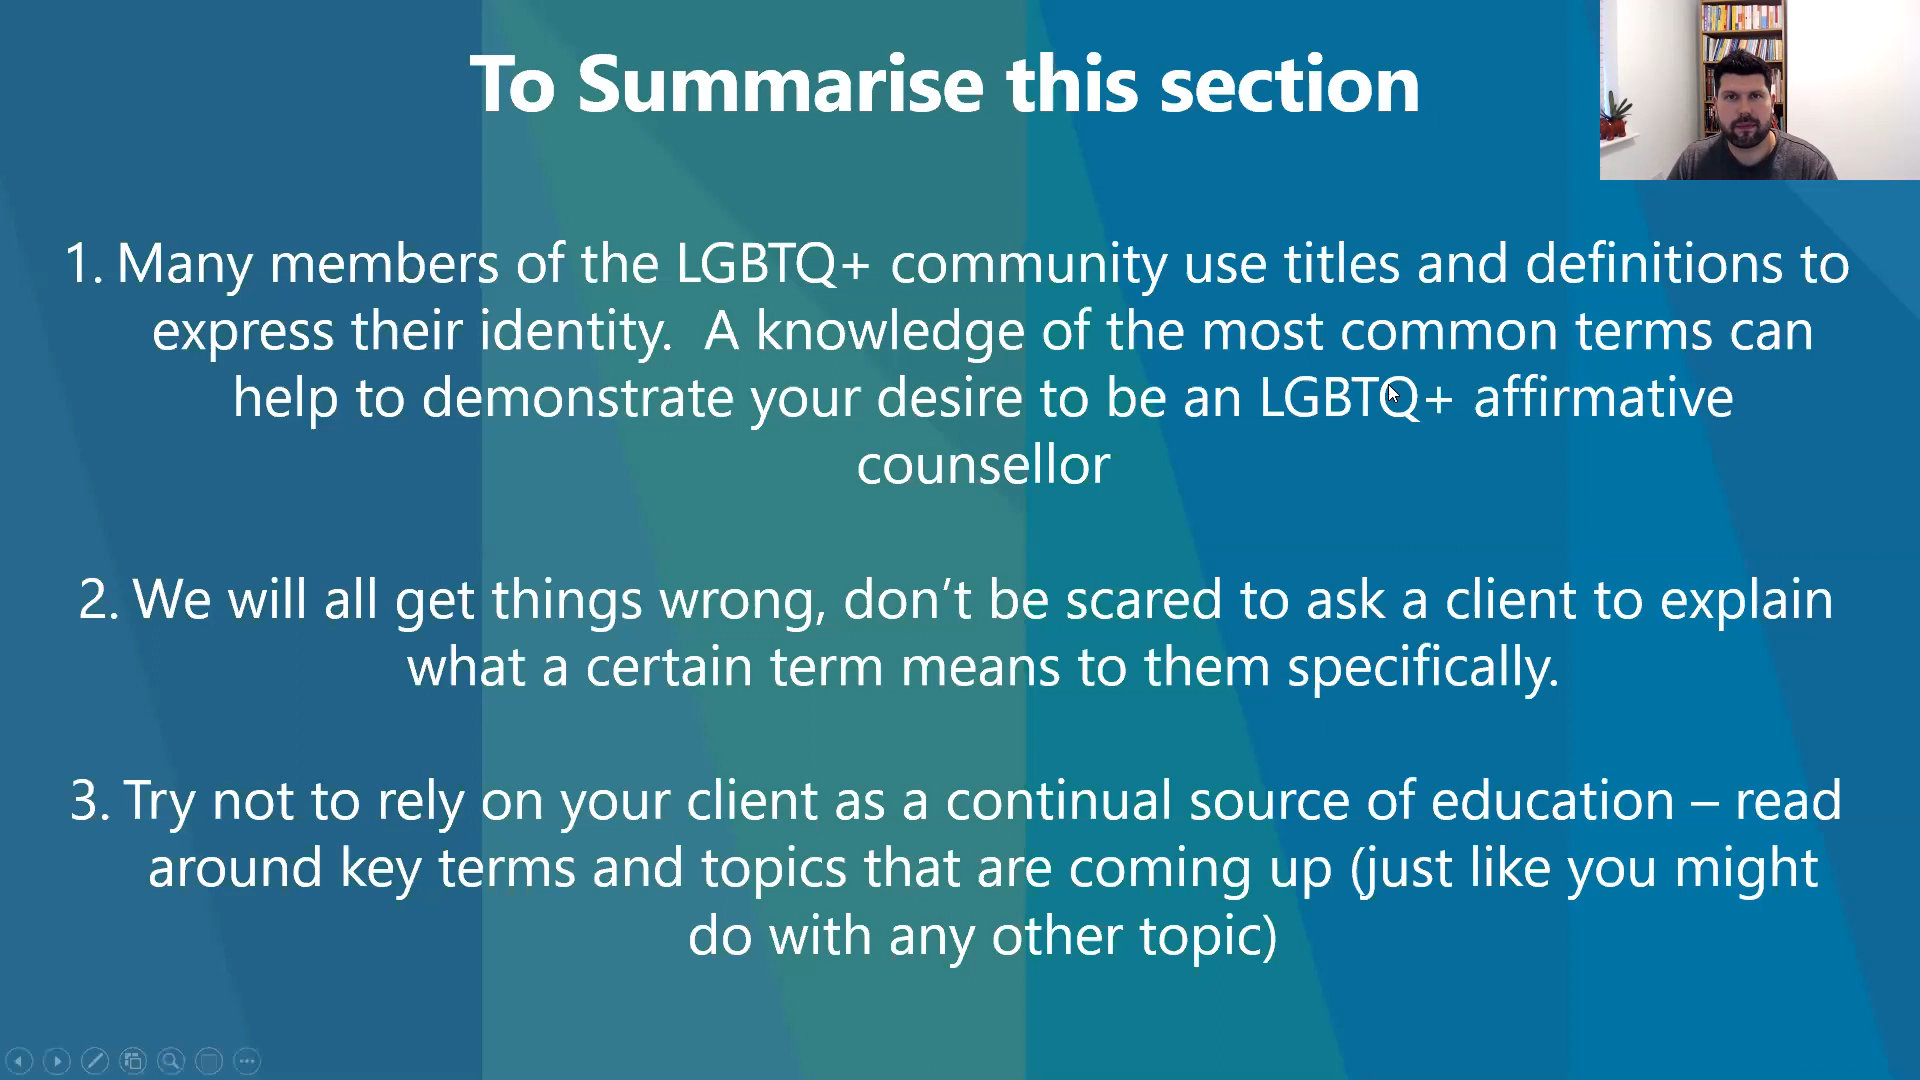 To Summarise this section
1. Many members of the LGBTQ+ community use titles and definitions to
express their identity.  A knowledge of the most common terms can
help to demonstrate your desire to be an LGBTQ+ affirmative
counsellor
2. We will all get things wrong, don’t be scared to ask a client to explain
what a certain term means to them specifically.
3. Try not to rely on your client as a continual source of education – read
around key terms and topics that are coming up (just like you might
do with any other topic)